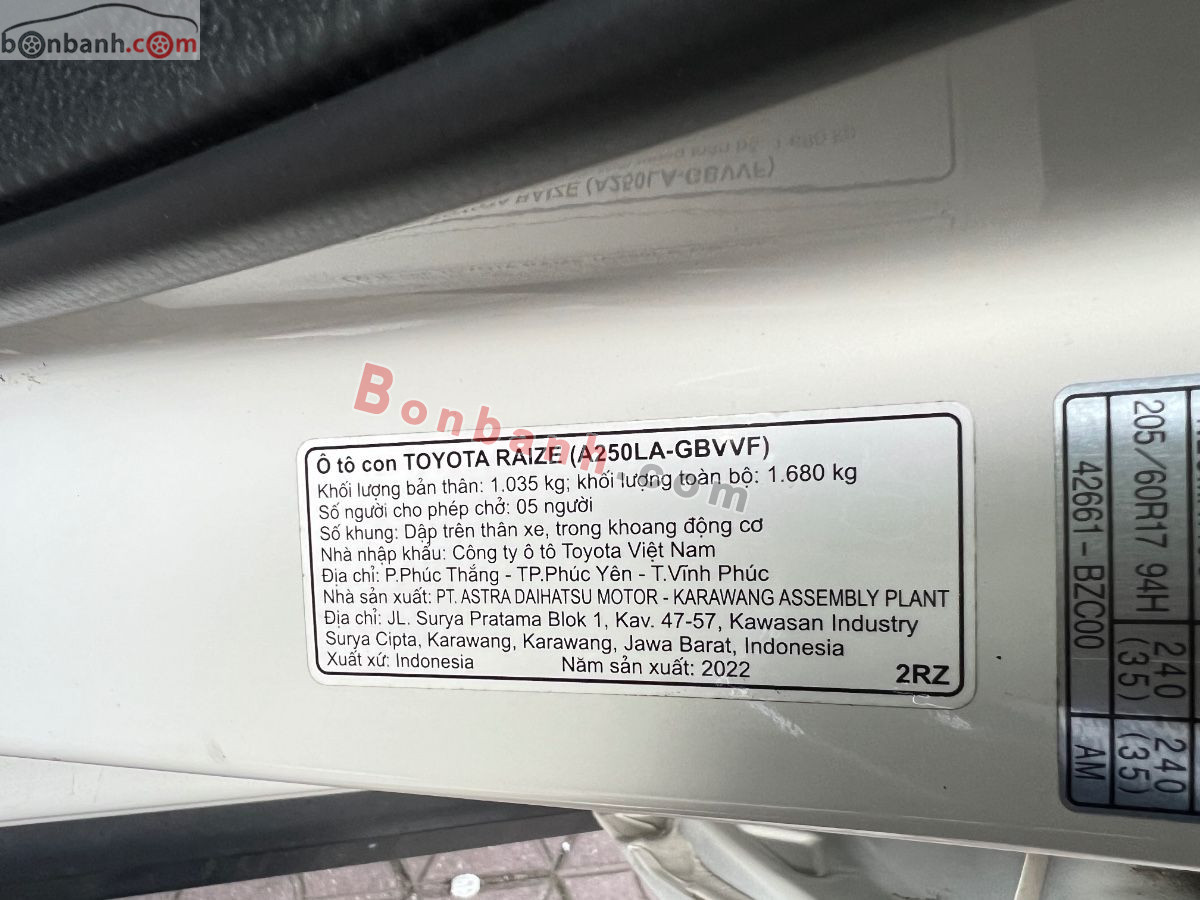 bonbanh.com
Bonbanh.com
Ô tô con TOYOTA RAIZE (A250LA-GBVVF)
Khối lượng bản thân: 1.035 kg; khối lượng toàn bộ: 1.680 kg
Số người cho phép chở: 05 người
Số khung: Dập trên thân xe, trong khoang động cơ
Nhà nhập khẩu: Công ty ô tô Toyota Việt Nam
Địa chỉ: P.Phúc Thắng - TP.Phúc Yên - T.Vĩnh Phúc
Nhà sản xuất: PT. ASTRA DAIHATSU MOTOR - KARAWANG ASSEMBLY PLANT
Địa chỉ: JL. Surya Pratama Blok 1, Kav. 47-57, Kawasan Industry
Surya Cipta, Karawang, Karawang, Jawa Barat, Indonesia
Xuất xứ: Indonesia Năm sản xuất: 2022
2RZ
205/60R17 94H 240 (35) 240 (35)
42661-BZC00 AM